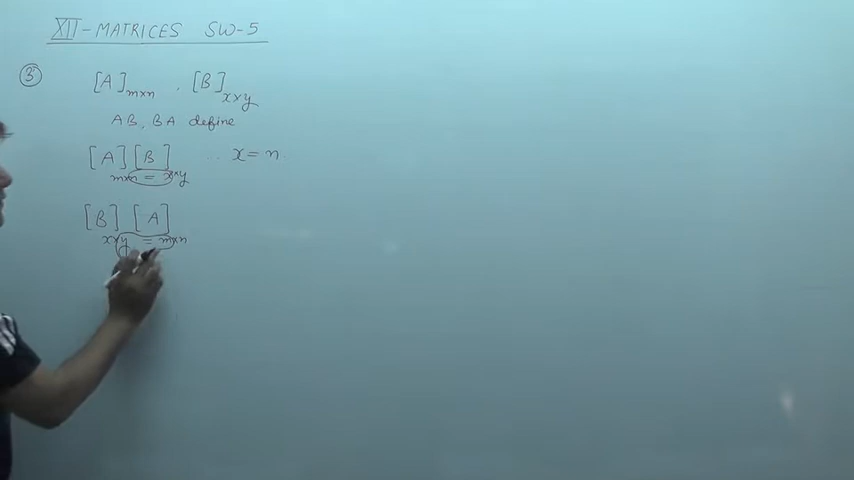 XII-MATRICES SW-5
3 [A]m×n . [B]x×y
AB, BA define
[A] [B] x = n
m×n = x×y
[B] [A]
x×y = m×n